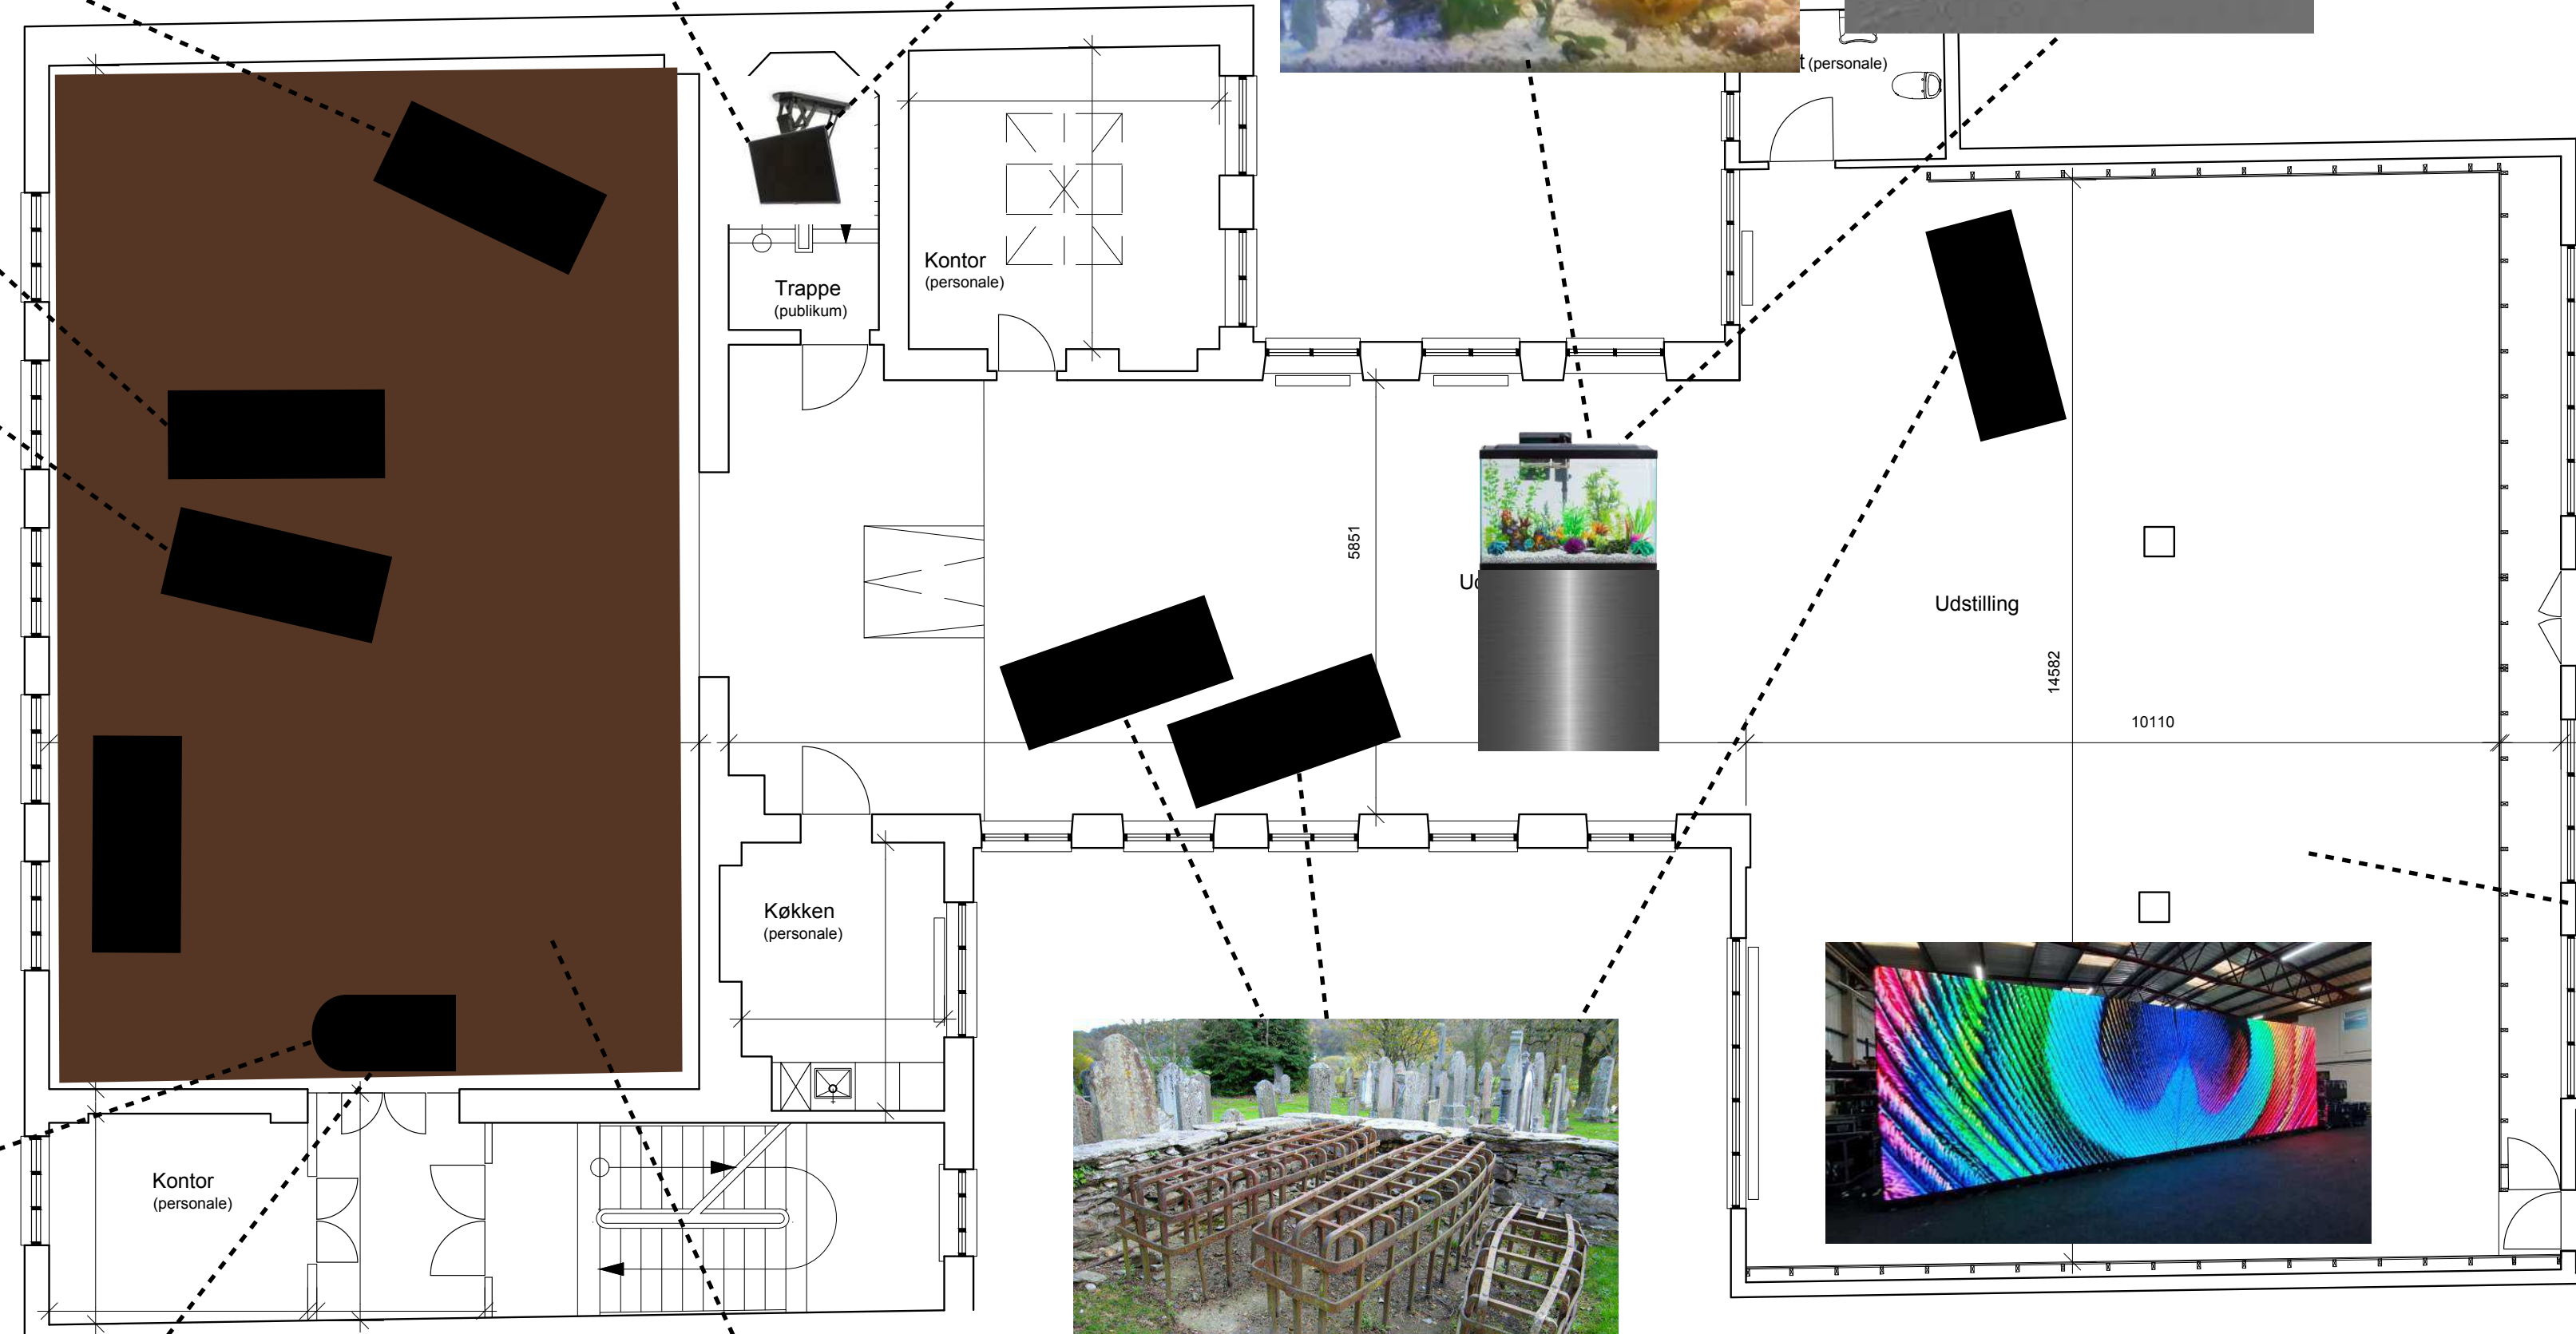 t (personale)
Kontor
(personale)
Trappe
(publikum)
5851
Udstilling
14582
10110
Køkken
(personale)
Kontor
(personale)